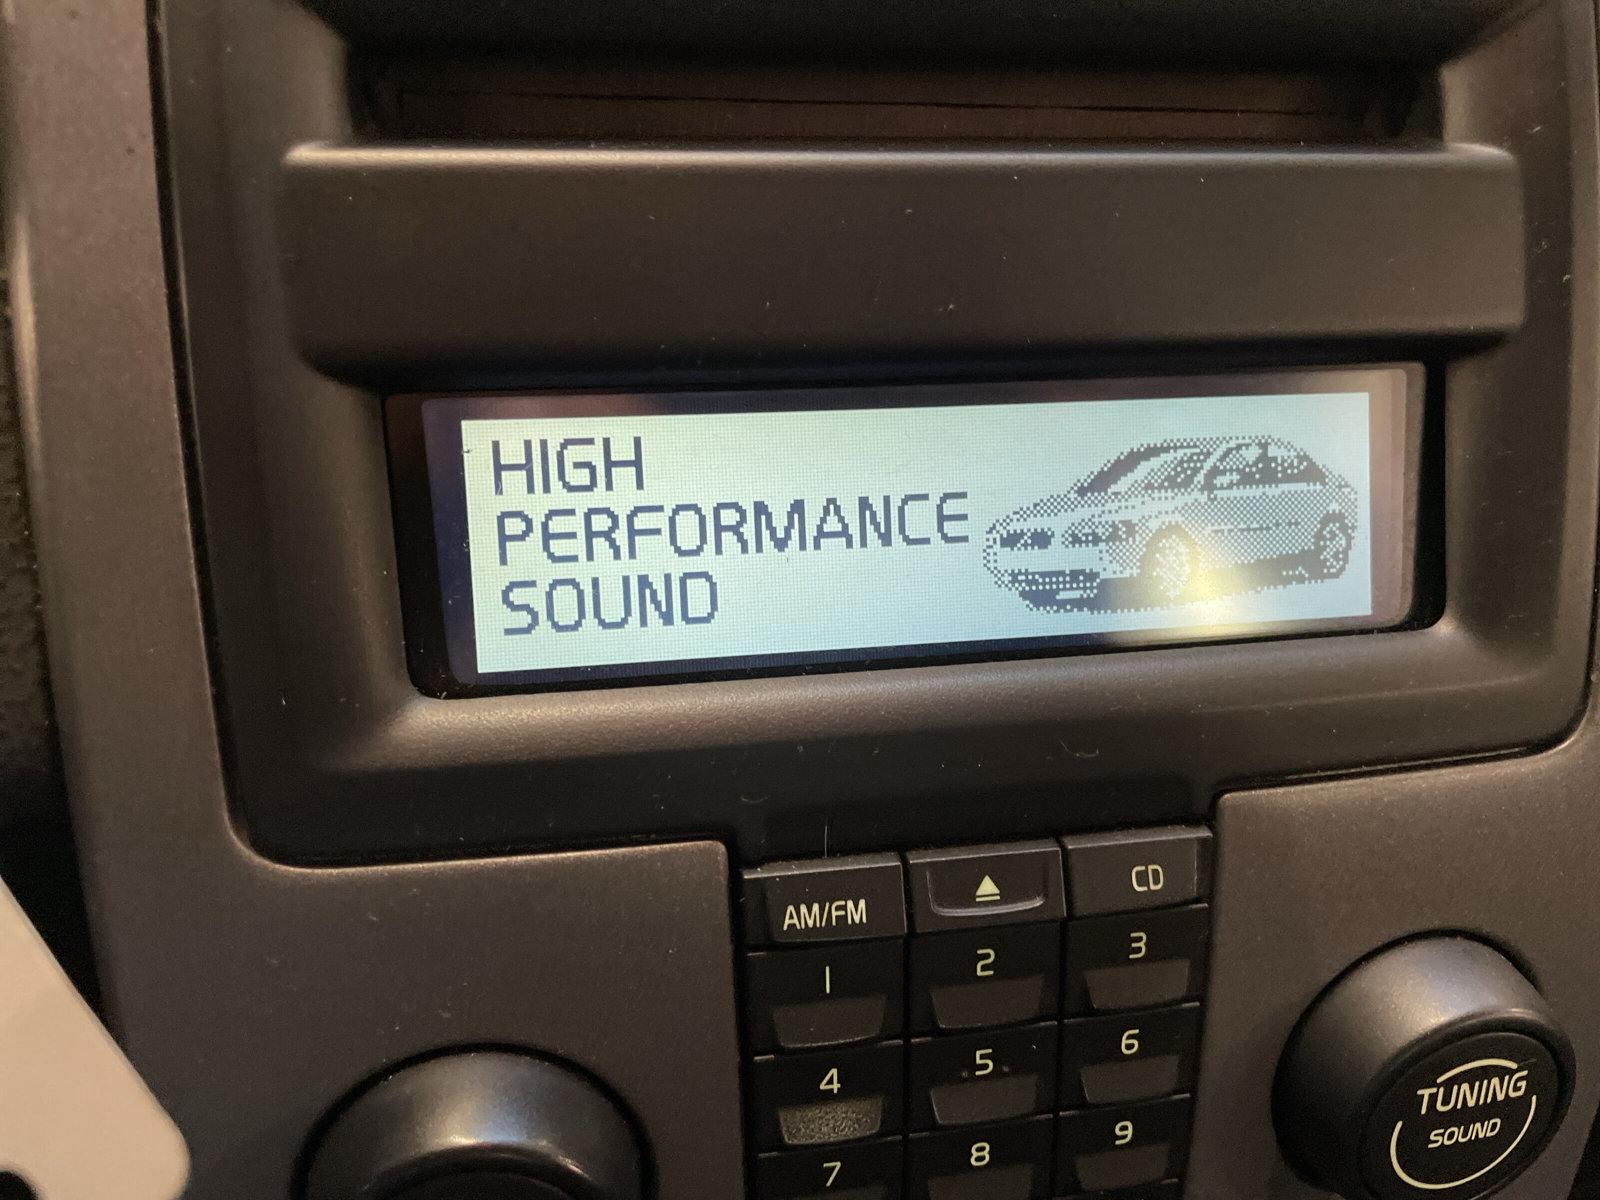 HIGH
PERFORMANCE
SOUND
AM/FM
CD
1
2
3
4
5
6
7
8
9
TUNING
SOUND